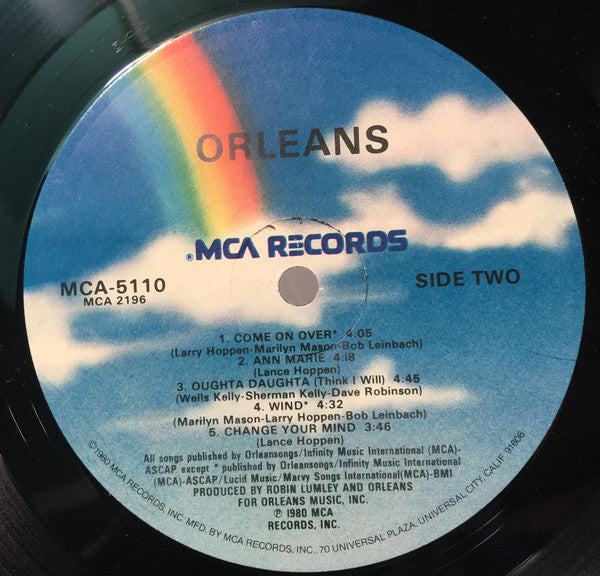 ORLEANS
®MCA RECORDS
MCA-5110
MCA 2196
SIDE TWO
1. COME ON OVER* 4:05
(Larry Hoppen-Marilyn Mason-Bob Leinbach)
2. ANN MARIE 4:18
(Lance Hoppen)
3. OUGHTA DAUGHTA (Think I Will) 4:45
(Wells Kelly-Sherman Kelly-Dave Robinson)
4. WIND* 4:32
(Marilyn Mason-Larry Hoppen-Bob Leinbach)
5. CHANGE YOUR MIND 3:46
(Lance Hoppen)
All songs published by Orleansongs/Infinity Music International (MCA)-
ASCAP except * published by Orleansongs/Infinity Music International
(MCA)-ASCAP/Lucid Music/Marvy Songs International(MCA)-BMI
PRODUCED BY ROBIN LUMLEY AND ORLEANS
FOR ORLEANS MUSIC, INC.
℗ 1980 MCA
RECORDS, INC.
©1980 MCA RECORDS, INC. MFD. BY MCA RECORDS, INC., 70 UNIVERSAL PLAZA, UNIVERSAL CITY, CALIF. 91608